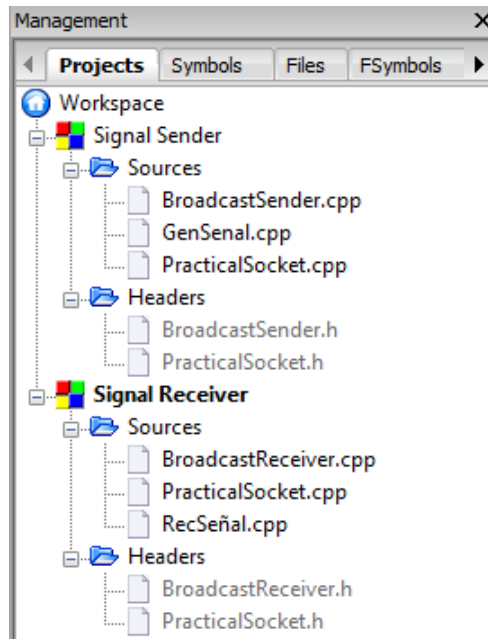 Management
Projects Symbols Files FSymbols
Workspace
Signal Sender
Sources
BroadcastSender.cpp
GenSenal.cpp
PracticalSocket.cpp
Headers
BroadcastSender.h
PracticalSocket.h
Signal Receiver
Sources
BroadcastReceiver.cpp
PracticalSocket.cpp
RecSeñal.cpp
Headers
BroadcastReceiver.h
PracticalSocket.h